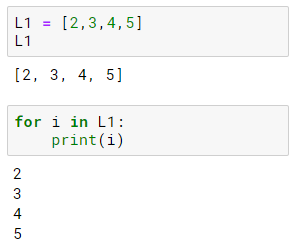 L1 = [2,3,4,5]
L1
[2, 3, 4, 5]
for i in L1:
    print(i)
2
3
4
5